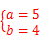 a = 5
b = 4